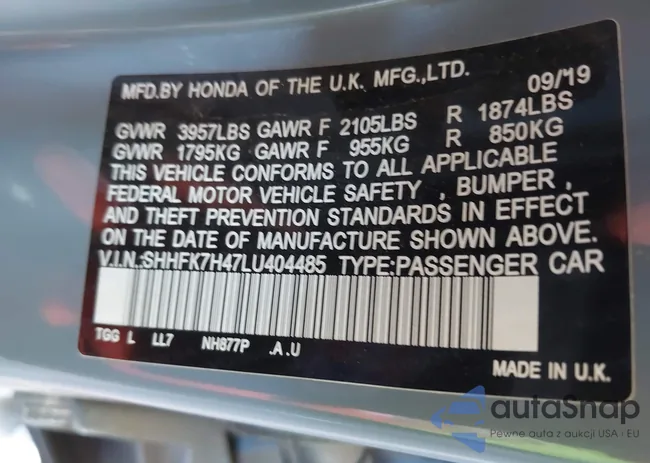 MFD.BY HONDA OF THE U.K. MFG.,LTD. 09/'19
GVWR 3957LBS GAWR F 2105LBS R 1874LBS
GVWR 1795KG GAWR F 955KG R 850KG
THIS VEHICLE CONFORMS TO ALL APPLICABLE
FEDERAL MOTOR VEHICLE SAFETY , BUMPER ,
AND THEFT PREVENTION STANDARDS IN EFFECT
ON THE DATE OF MANUFACTURE SHOWN ABOVE.
V.I.N.:SHHFK7H47LU404485 TYPE:PASSENGER CAR
TGG L LL7 NH877P .A.U
MADE IN U.K.
autaSnap
Pewne auta z aukcji USA i EU